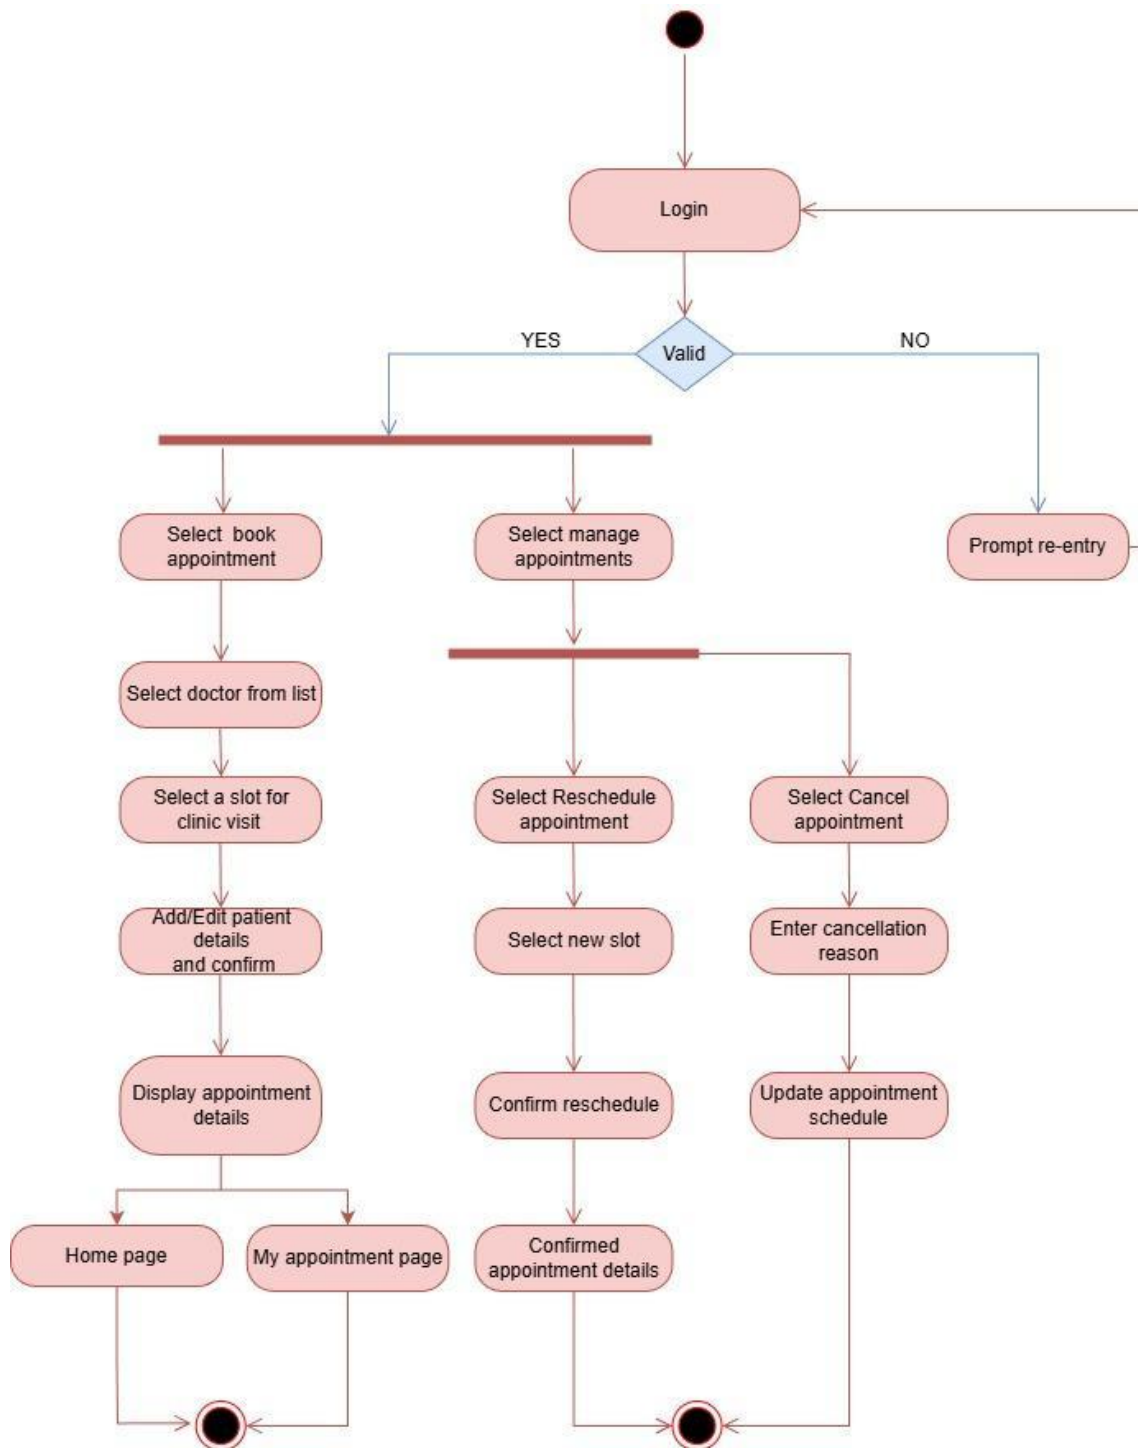 Login
Valid
YES
NO
Select book
appointment
Select manage
appointments
Prompt re-entry
Select doctor from list
Select a slot for
clinic visit
Select Reschedule
appointment
Select Cancel
appointment
Add/Edit patient
details
and confirm
Select new slot
Enter cancellation
reason
Display appointment
details
Confirm reschedule
Update appointment
schedule
Home page
My appointment page
Confirmed
appointment details